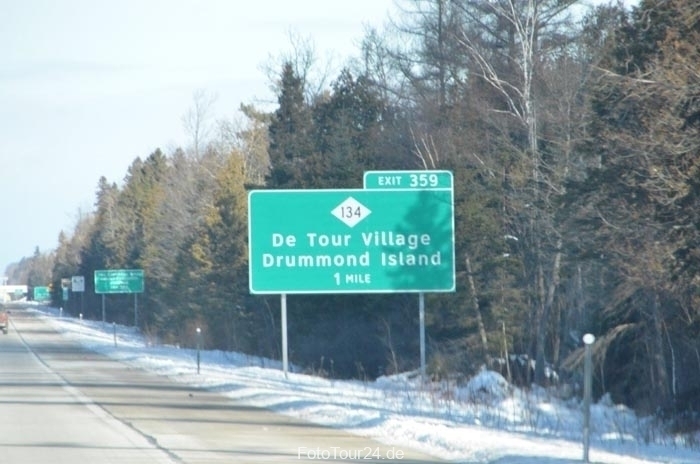 EXIT 359
134
De Tour Village
Drummond Island
1 MILE
FotoTour24.de